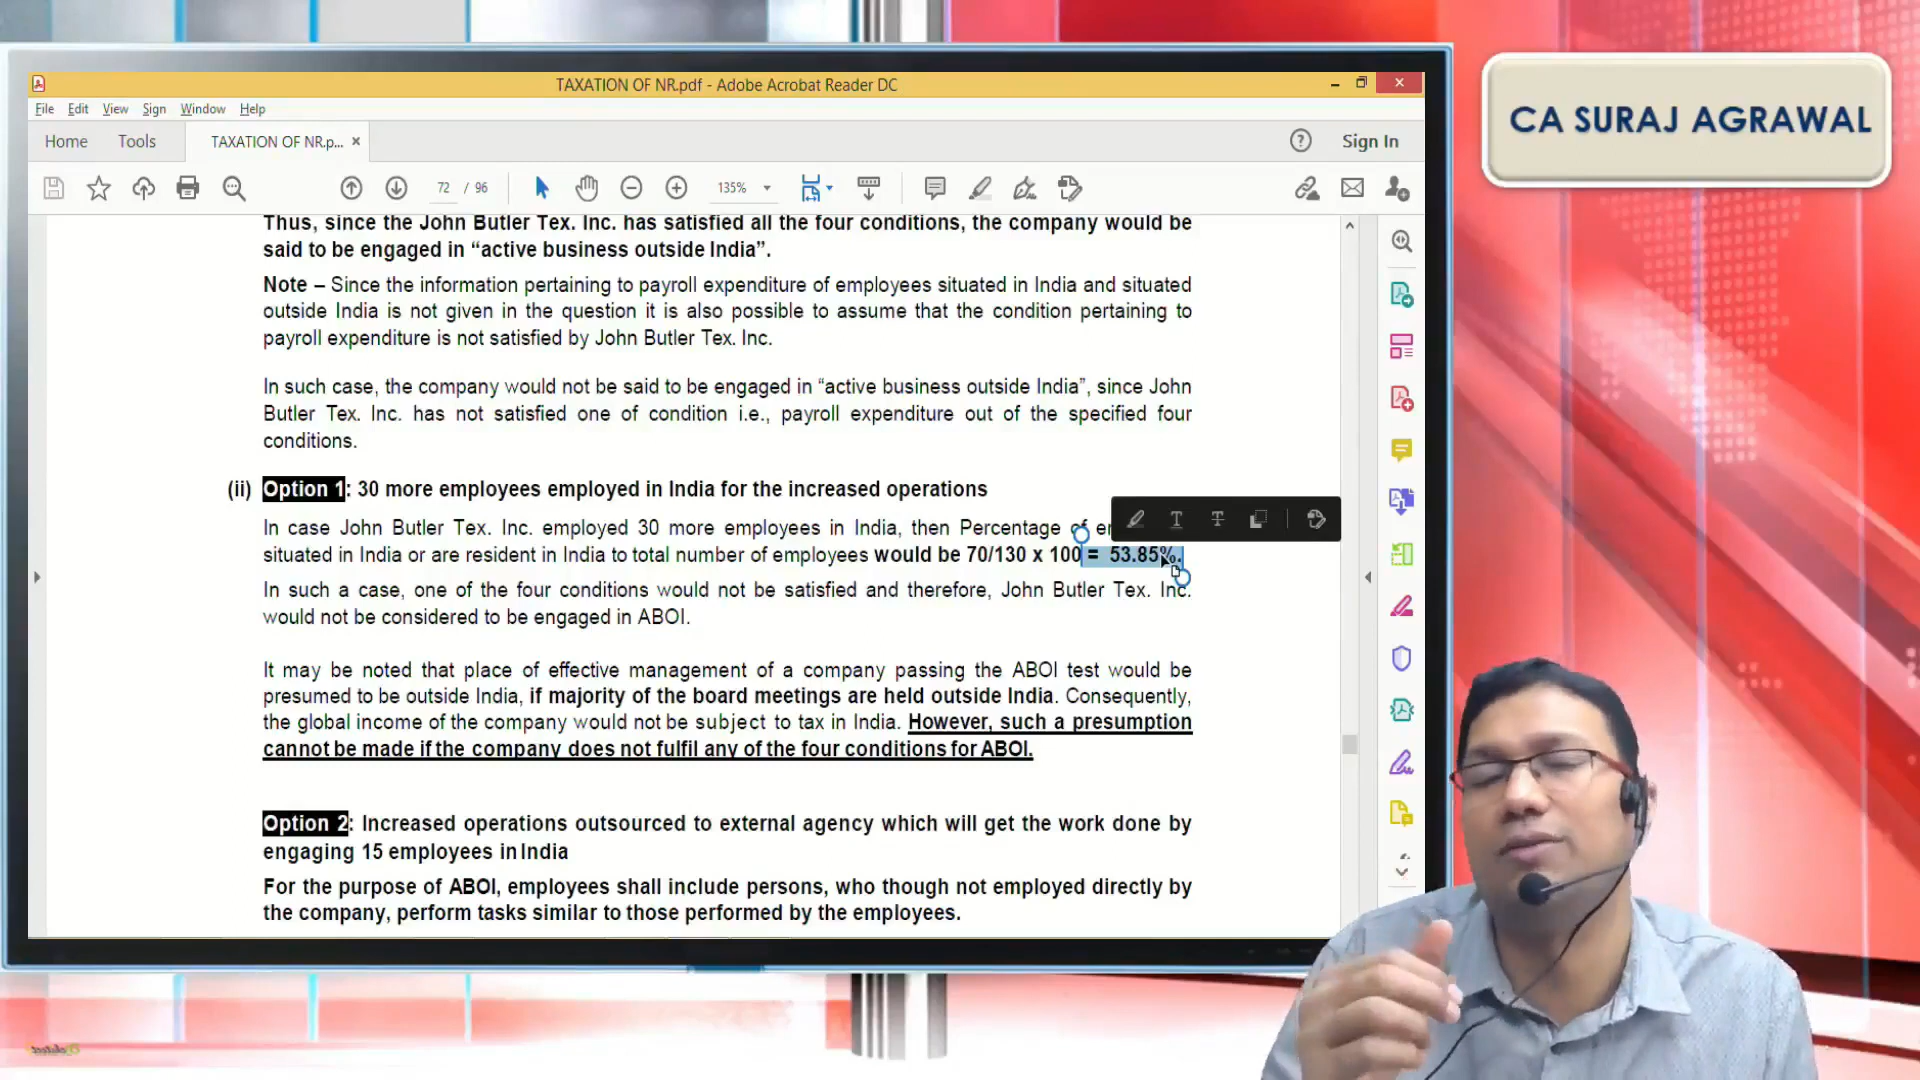 CA SURAJ AGRAWAL
TAXATION OF NR.pdf - Adobe Acrobat Reader DC
File Edit View Sign Window Help
Home Tools TAXATION OF NR.p... × Sign In
72 / 96 135%
Thus, since the John Butler Tex. Inc. has satisfied all the four conditions, the company would be
said to be engaged in “active business outside India”.
Note – Since the information pertaining to payroll expenditure of employees situated in India and situated
outside India is not given in the question it is also possible to assume that the condition pertaining to
payroll expenditure is not satisfied by John Butler Tex. Inc.
In such case, the company would not be said to be engaged in “active business outside India”, since John
Butler Tex. Inc. has not satisfied one of condition i.e., payroll expenditure out of the specified four
conditions.
(ii) Option 1: 30 more employees employed in India for the increased operations
In case John Butler Tex. Inc. employed 30 more employees in India, then Percentage of
situated in India or are resident in India to total number of employees would be 70/130 x 100 = 53.85%.
In such a case, one of the four conditions would not be satisfied and therefore, John Butler Tex. Inc.
would not be considered to be engaged in ABOI.
It may be noted that place of effective management of a company passing the ABOI test would be
presumed to be outside India, if majority of the board meetings are held outside India. Consequently,
the global income of the company would not be subject to tax in India. However, such a presumption
cannot be made if the company does not fulfil any of the four conditions for ABOI.
Option 2: Increased operations outsourced to external agency which will get the work done by
engaging 15 employees in India
For the purpose of ABOI, employees shall include persons, who though not employed directly by
the company, perform tasks similar to those performed by the employees.